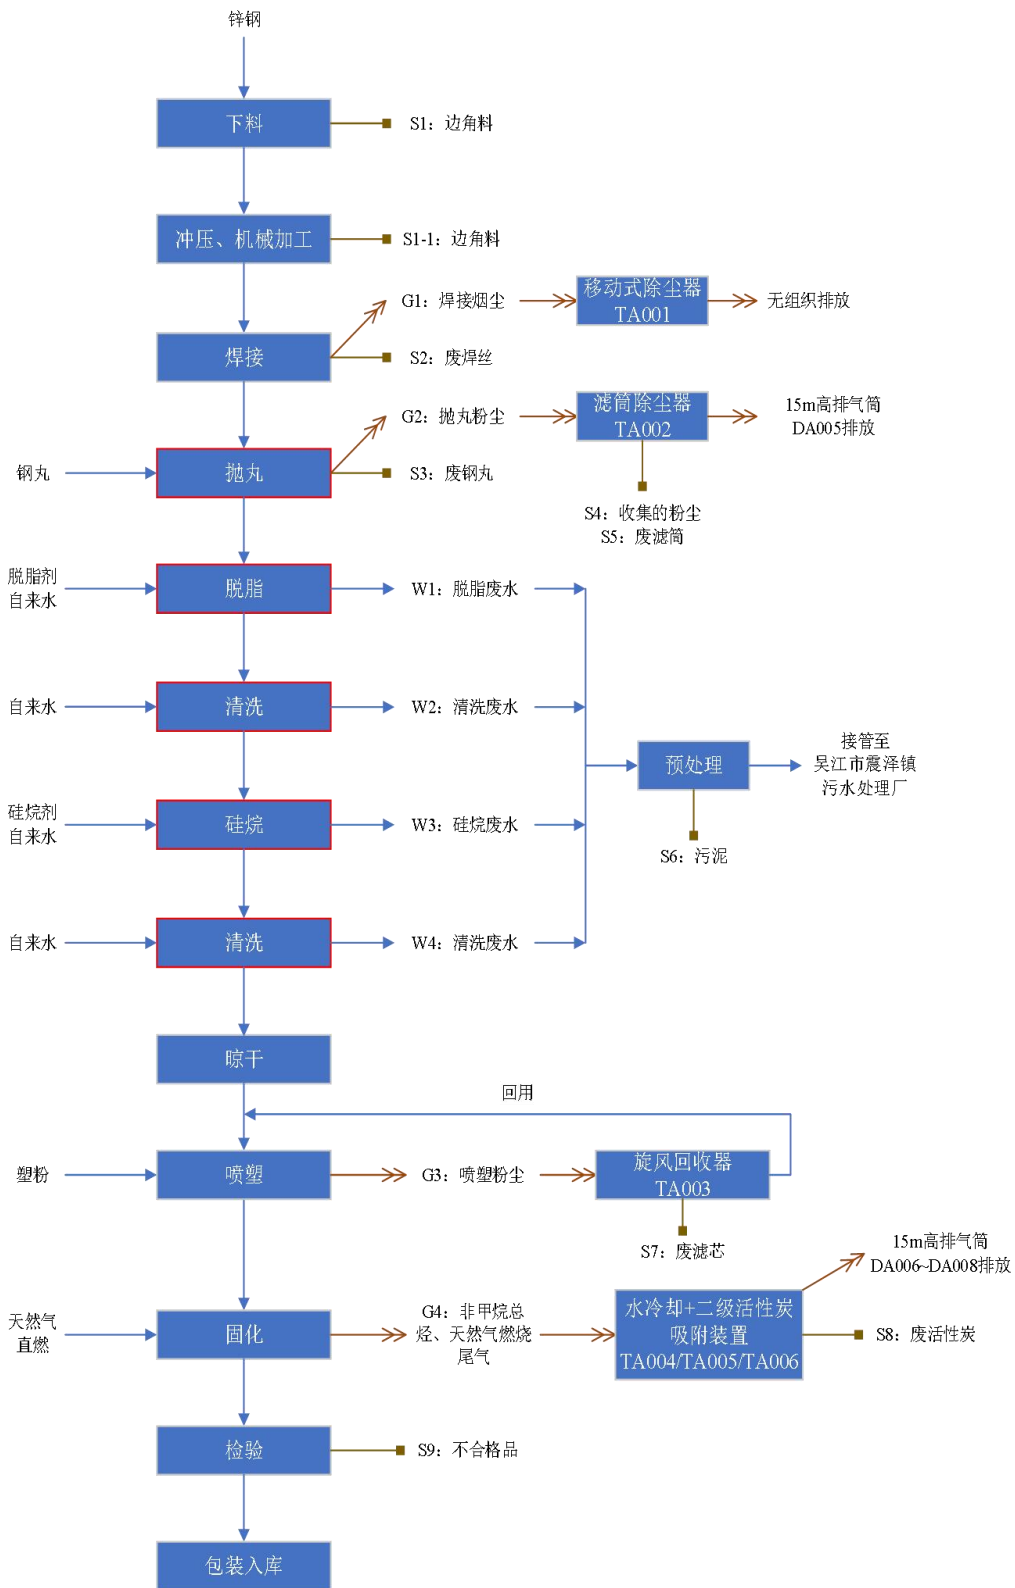 锌钢
下料
S1：边角料
冲压、机械加工
S1-1：边角料
焊接
G1：焊接烟尘
移动式除尘器
TA001
无组织排放
S2：废焊丝
钢丸
抛丸
G2：抛丸粉尘
滤筒除尘器
TA002
15m高排气筒
DA005排放
S3：废钢丸
S4：收集的粉尘
S5：废滤筒
脱脂剂
自来水
脱脂
W1：脱脂废水
自来水
清洗
W2：清洗废水
预处理
接管至
吴江市震泽镇
污水处理厂
S6：污泥
硅烷剂
自来水
硅烷
W3：硅烷废水
自来水
清洗
W4：清洗废水
晾干
回用
塑粉
喷塑
G3：喷塑粉尘
旋风回收器
TA003
S7：废滤芯
天然气
直燃
固化
G4：非甲烷总
烃、天然气燃烧
尾气
水冷却+二级活性炭
吸附装置
TA004/TA005/TA006
15m高排气筒
DA006~DA008排放
S8：废活性炭
检验
S9：不合格品
包装入库